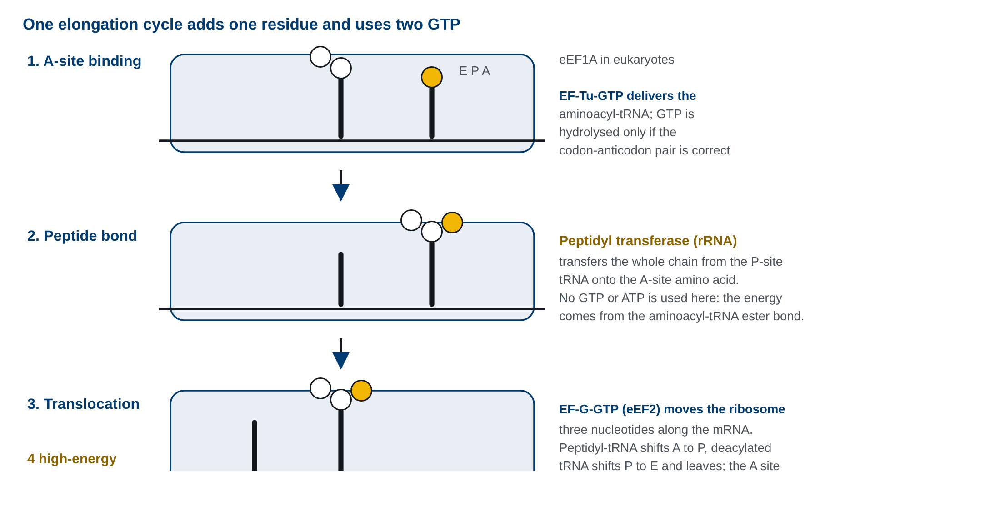 One elongation cycle adds one residue and uses two GTP
1. A-site binding
E P A
eEF1A in eukaryotes
EF-Tu-GTP delivers the
aminoacyl-tRNA; GTP is
hydrolysed only if the
codon-anticodon pair is correct
2. Peptide bond
Peptidyl transferase (rRNA)
transfers the whole chain from the P-site
tRNA onto the A-site amino acid.
No GTP or ATP is used here: the energy
comes from the aminoacyl-tRNA ester bond.
3. Translocation
4 high-energy
EF-G-GTP (eEF2) moves the ribosome
three nucleotides along the mRNA.
Peptidyl-tRNA shifts A to P, deacylated
tRNA shifts P to E and leaves; the A site